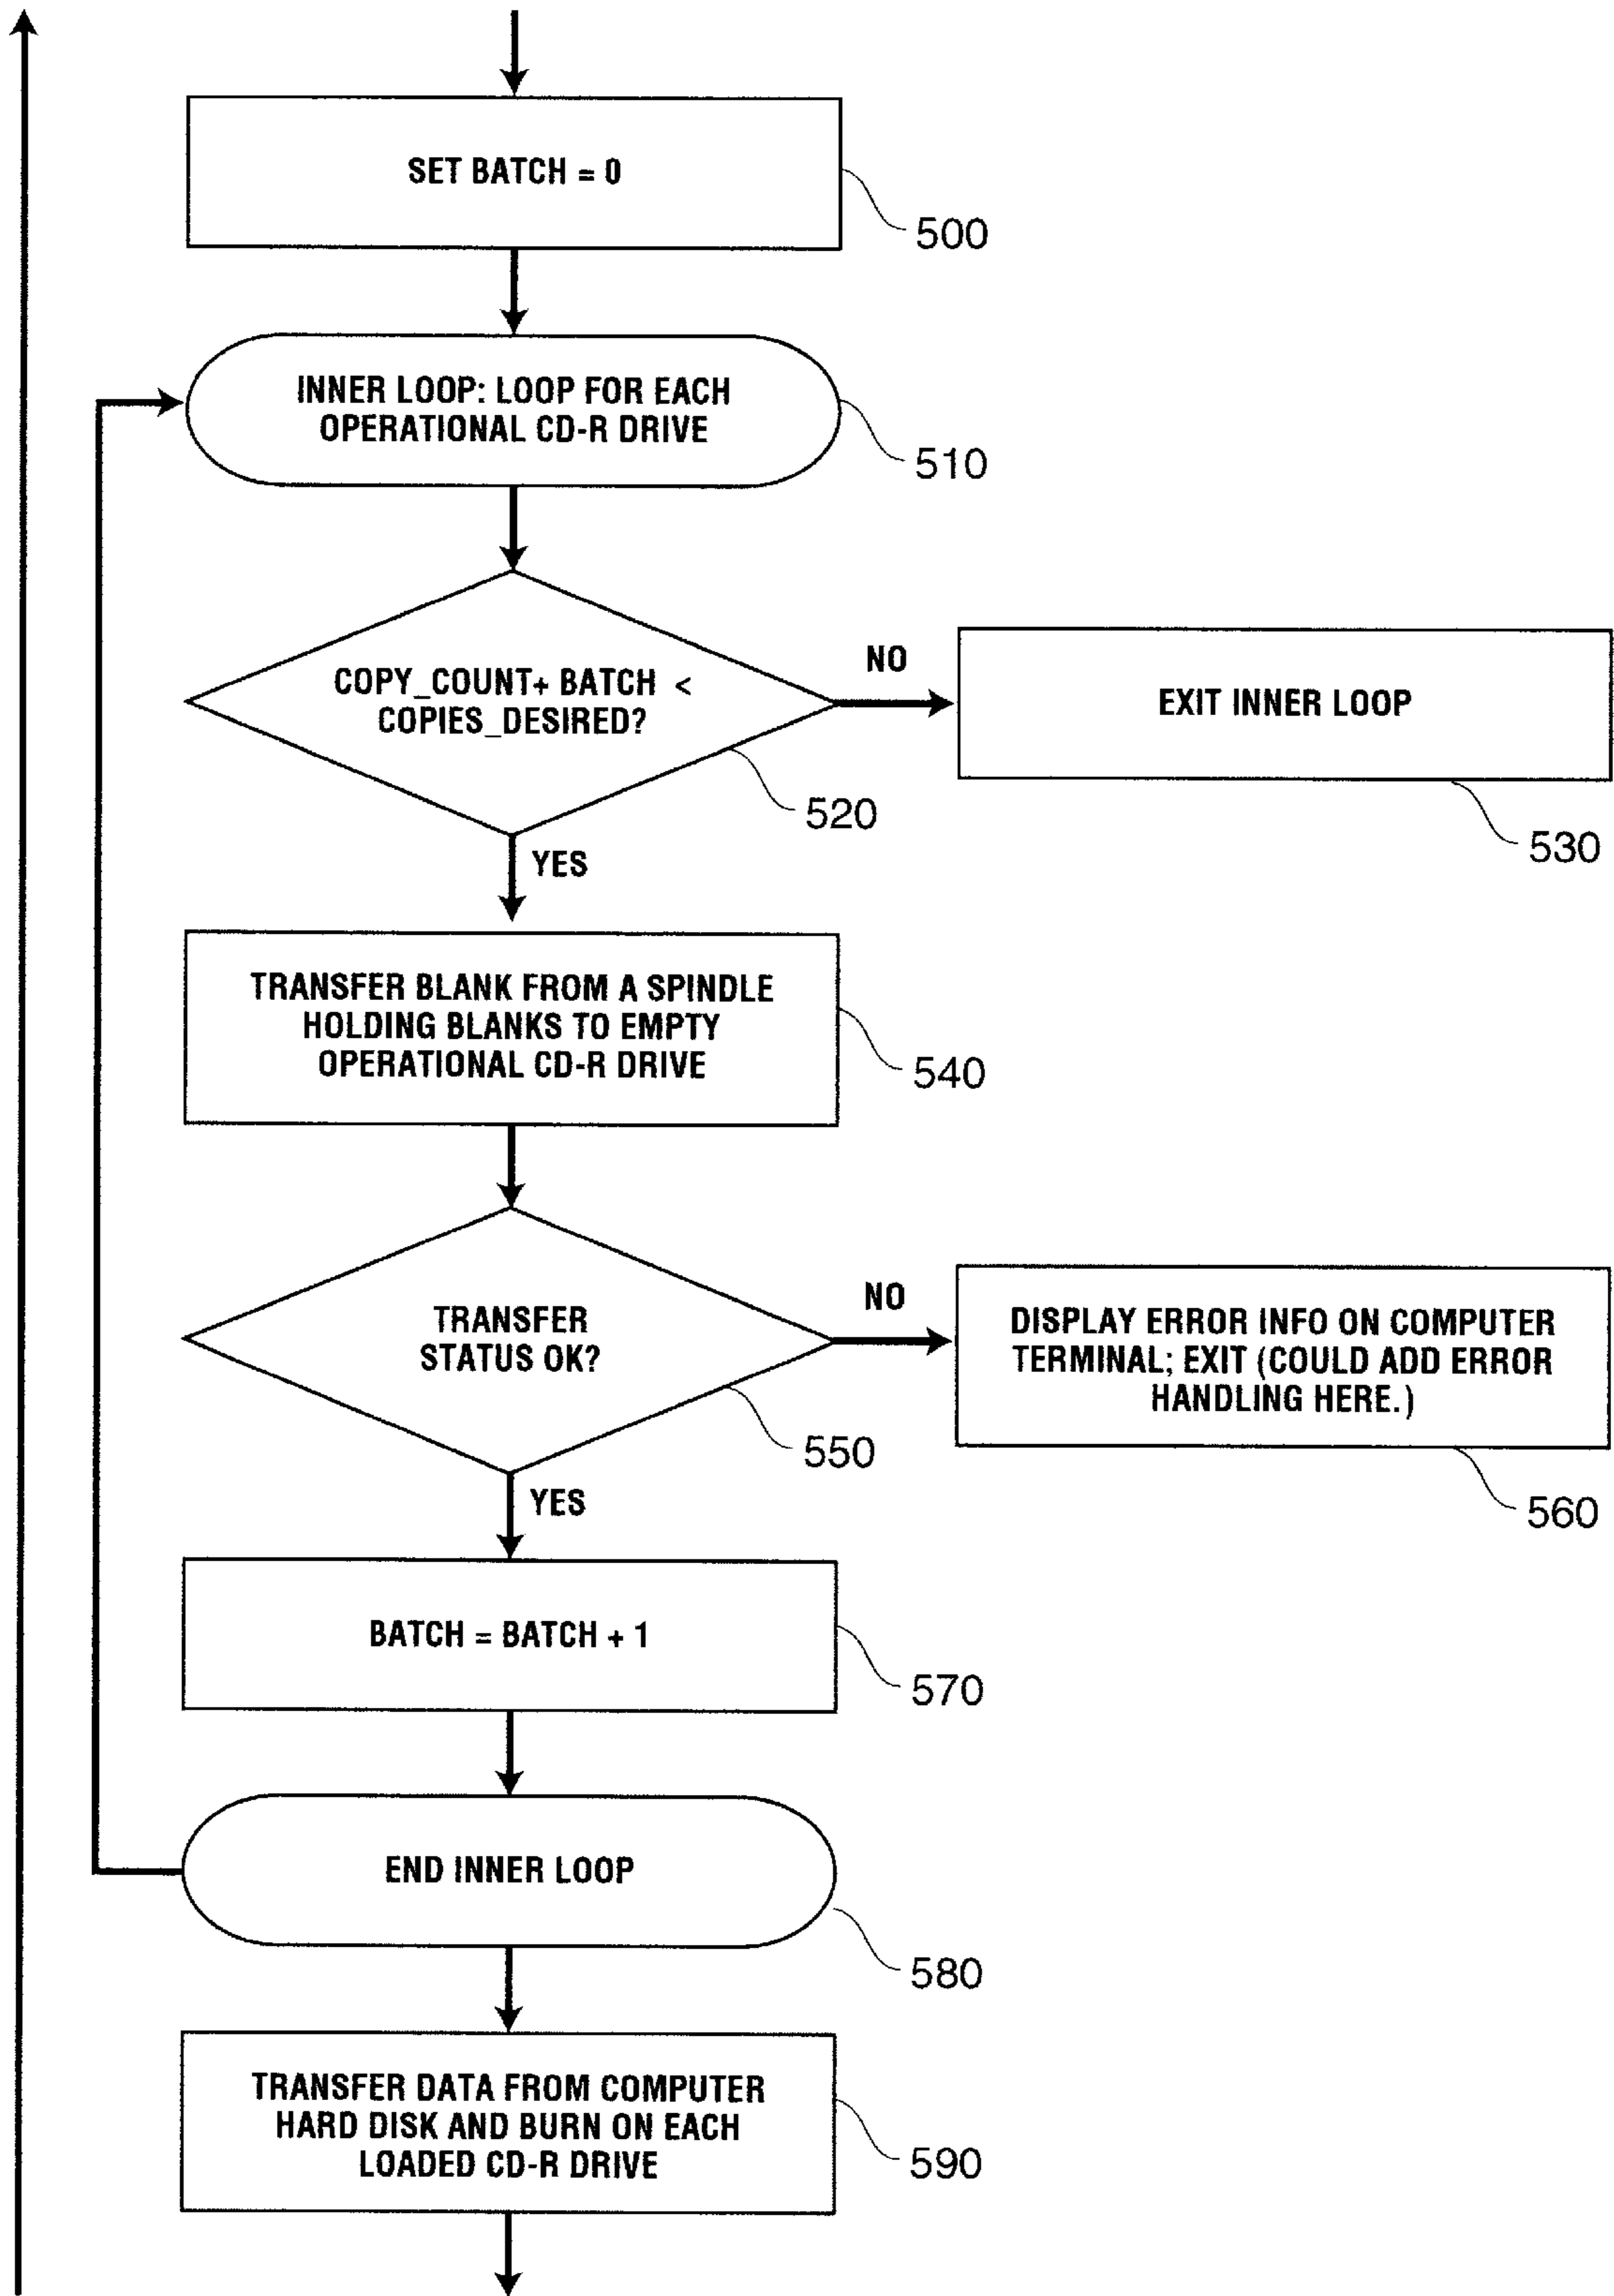 SET BATCH = 0
500
INNER LOOP: LOOP FOR EACH
OPERATIONAL CD-R DRIVE
510
COPY_COUNT+ BATCH <
COPIES_DESIRED?
520
NO
EXIT INNER LOOP
530
YES
TRANSFER BLANK FROM A SPINDLE
HOLDING BLANKS TO EMPTY
OPERATIONAL CD-R DRIVE
540
TRANSFER
STATUS OK?
550
NO
DISPLAY ERROR INFO ON COMPUTER
TERMINAL; EXIT (COULD ADD ERROR
HANDLING HERE.)
560
YES
BATCH = BATCH + 1
570
END INNER LOOP
580
TRANSFER DATA FROM COMPUTER
HARD DISK AND BURN ON EACH
LOADED CD-R DRIVE
590